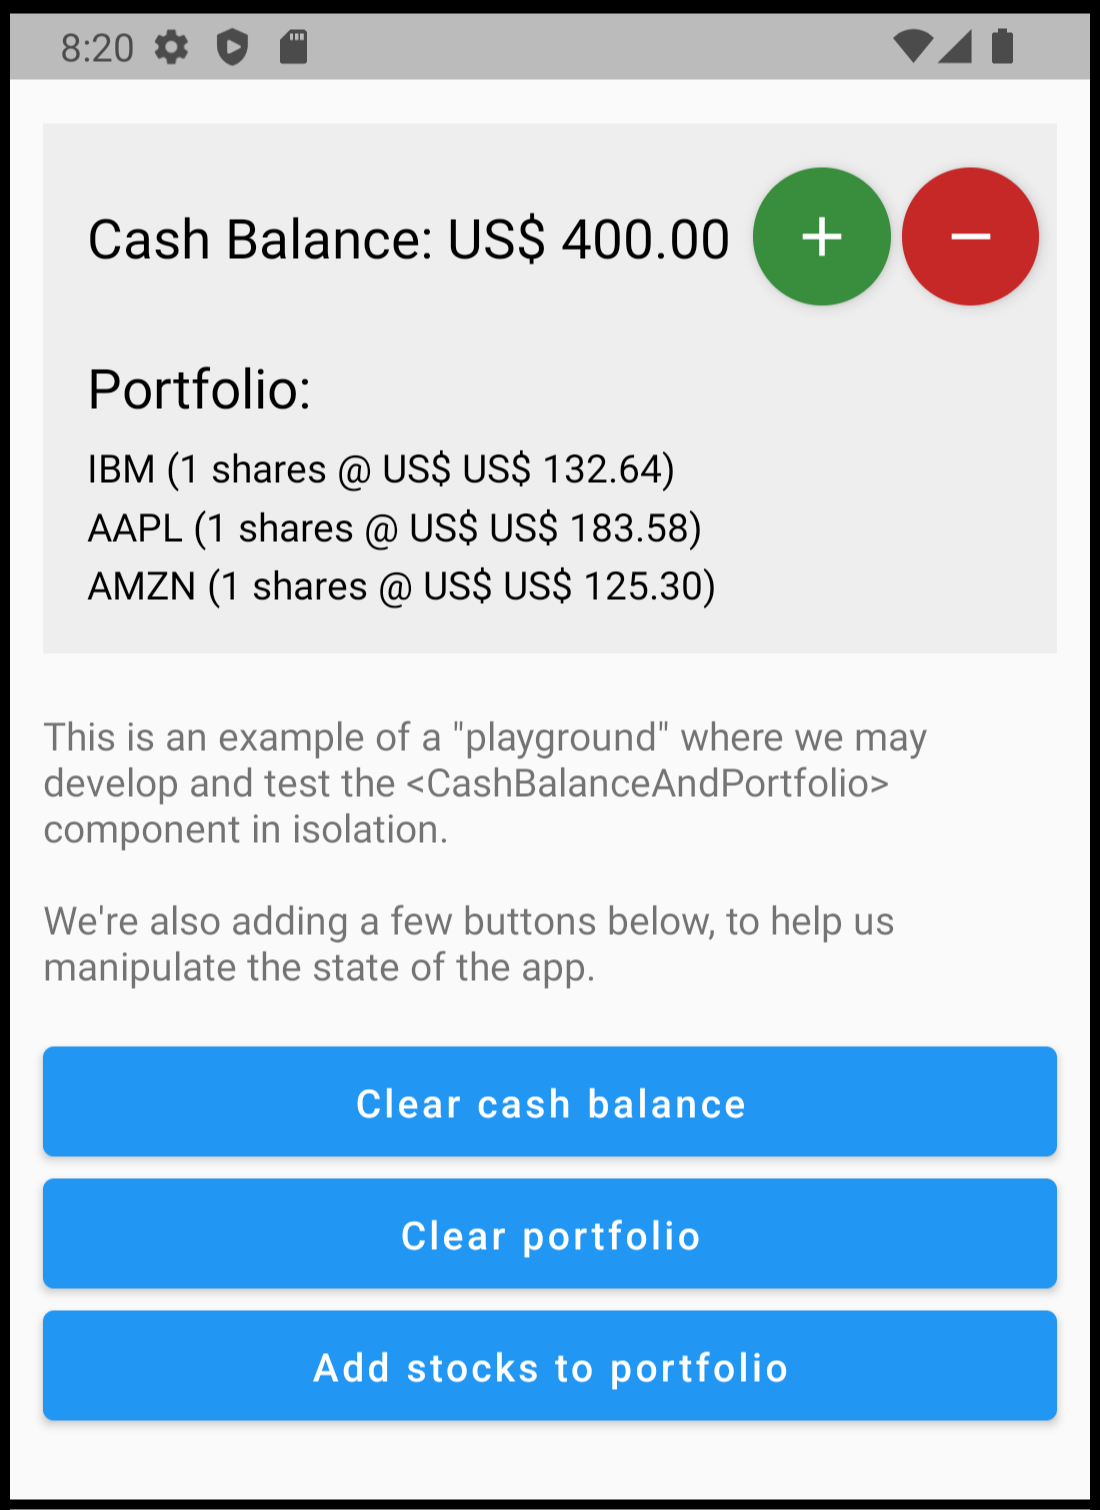 8:20
Cash Balance: US$ 400.00
+
−
Portfolio:
IBM (1 shares @ US$ US$ 132.64)
AAPL (1 shares @ US$ US$ 183.58)
AMZN (1 shares @ US$ US$ 125.30)
This is an example of a "playground" where we may
develop and test the <CashBalanceAndPortfolio>
component in isolation.
We're also adding a few buttons below, to help us
manipulate the state of the app.
Clear cash balance
Clear portfolio
Add stocks to portfolio